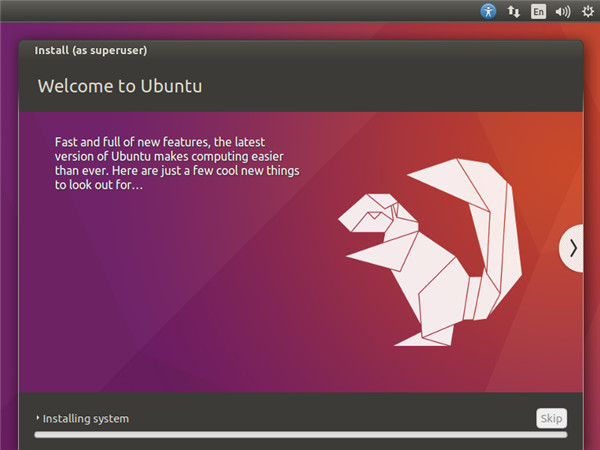 En
Install (as superuser)
Welcome to Ubuntu
Fast and full of new features, the latest
version of Ubuntu makes computing easier
than ever. Here are just a few cool new things
to look out for…
Installing system
Skip